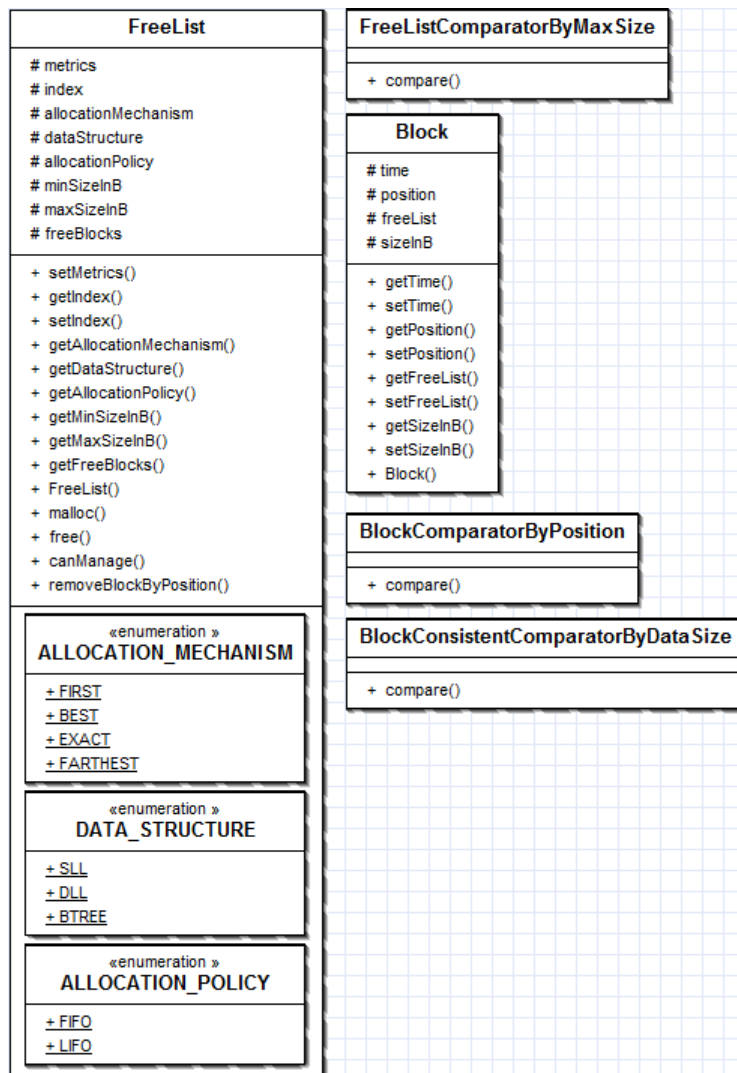 FreeList
# metrics
# index
# allocationMechanism
# dataStructure
# allocationPolicy
# minSizeInB
# maxSizeInB
# freeBlocks
+ setMetrics()
+ getIndex()
+ setIndex()
+ getAllocationMechanism()
+ getDataStructure()
+ getAllocationPolicy()
+ getMinSizeInB()
+ getMaxSizeInB()
+ getFreeBlocks()
+ FreeList()
+ malloc()
+ free()
+ canManage()
+ removeBlockByPosition()
«enumeration »
ALLOCATION_MECHANISM
+ FIRST
+ BEST
+ EXACT
+ FARTHEST
«enumeration »
DATA_STRUCTURE
+ SLL
+ DLL
+ BTREE
«enumeration »
ALLOCATION_POLICY
+ FIFO
+ LIFO
FreeListComparatorByMaxSize
+ compare()
Block
# time
# position
# freeList
# sizeInB
+ getTime()
+ setTime()
+ getPosition()
+ setPosition()
+ getFreeList()
+ setFreeList()
+ getSizeInB()
+ setSizeInB()
+ Block()
BlockComparatorByPosition
+ compare()
BlockConsistentComparatorByDataSize
+ compare()